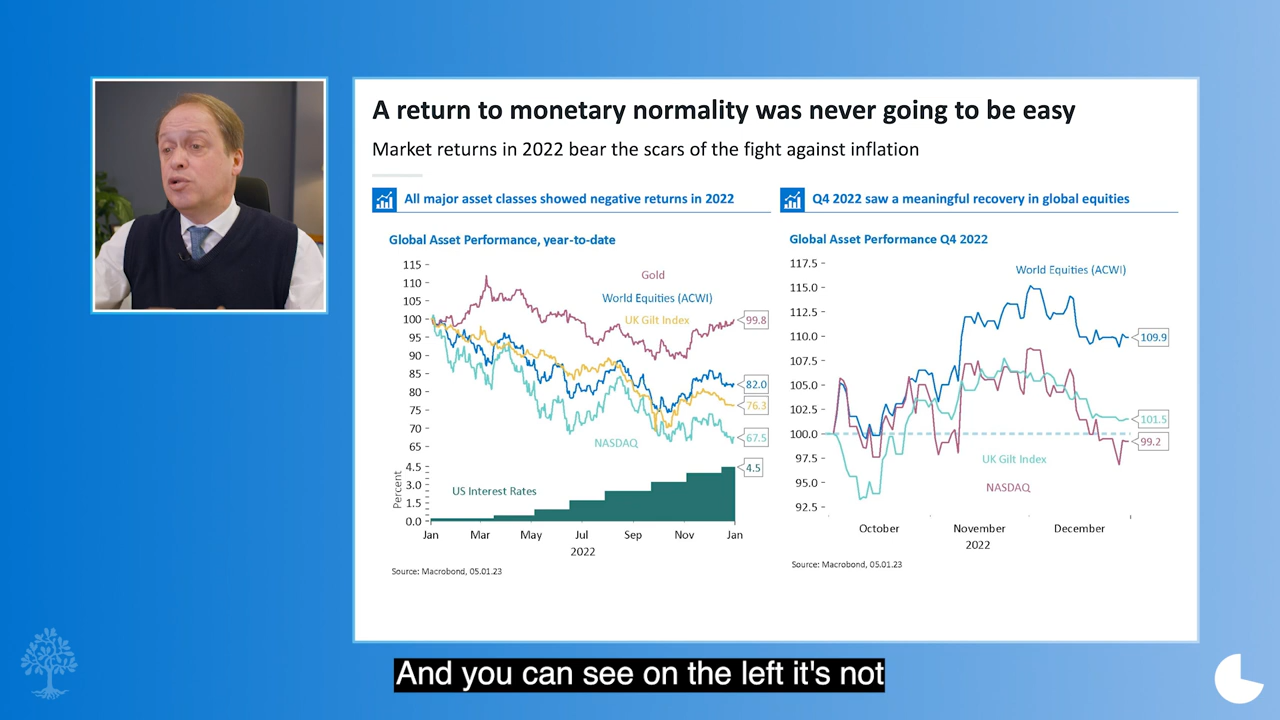 A return to monetary normality was never going to be easy
Market returns in 2022 bear the scars of the fight against inflation
All major asset classes showed negative returns in 2022
Global Asset Performance, year-to-date
115
110
105
100
95
90
85
80
75
70
65
Gold
World Equities (ACWI)
UK Gilt Index
NASDAQ
99.8
82.0
76.3
67.5
Percent
4.5
3.0
1.5
0.0
US Interest Rates
4.5
Jan Mar May Jul Sep Nov Jan
2022
Source: Macrobond, 05.01.23
Q4 2022 saw a meaningful recovery in global equities
Global Asset Performance Q4 2022
117.5
115.0
112.5
110.0
107.5
105.0
102.5
100.0
97.5
95.0
92.5
World Equities (ACWI)
109.9
101.5
99.2
UK Gilt Index
NASDAQ
October November December
2022
Source: Macrobond, 05.01.23
And you can see on the left it's not